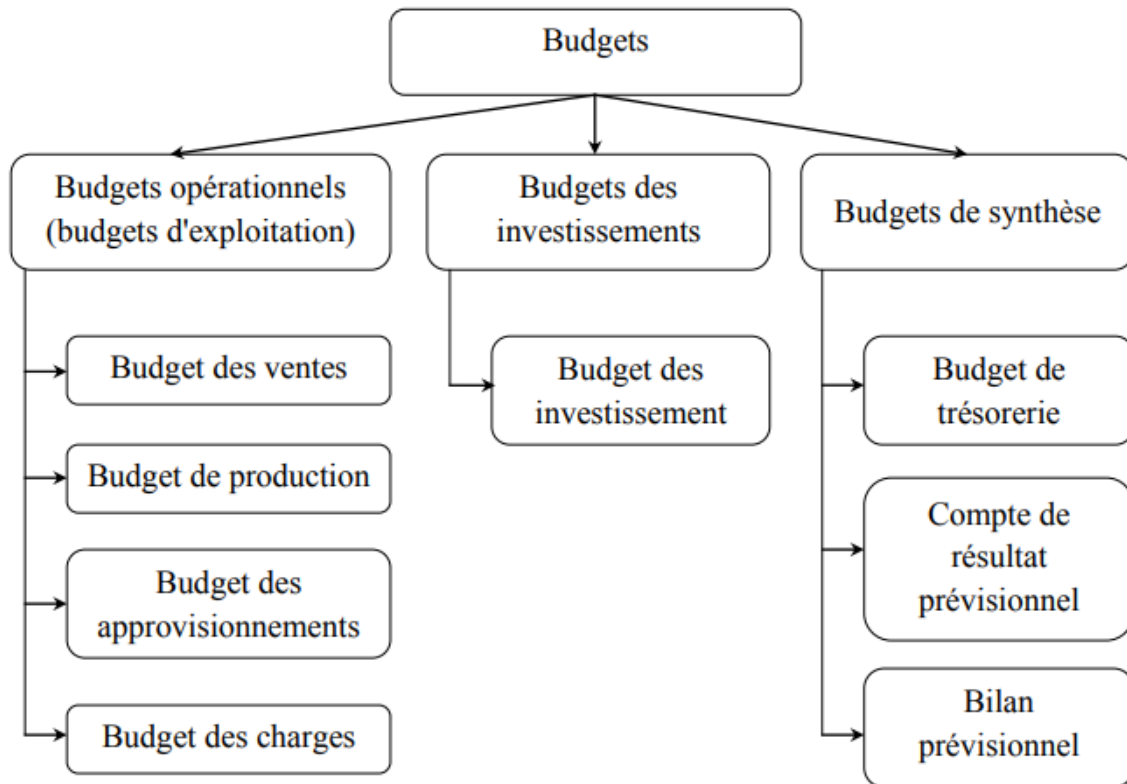 Budgets
Budgets opérationnels
(budgets d'exploitation)
Budgets des
investissements
Budgets de synthèse
Budget des ventes
Budget de production
Budget des
approvisionnements
Budget des charges
Budget des
investissement
Budget de
trésorerie
Compte de
résultat
prévisionnel
Bilan
prévisionnel